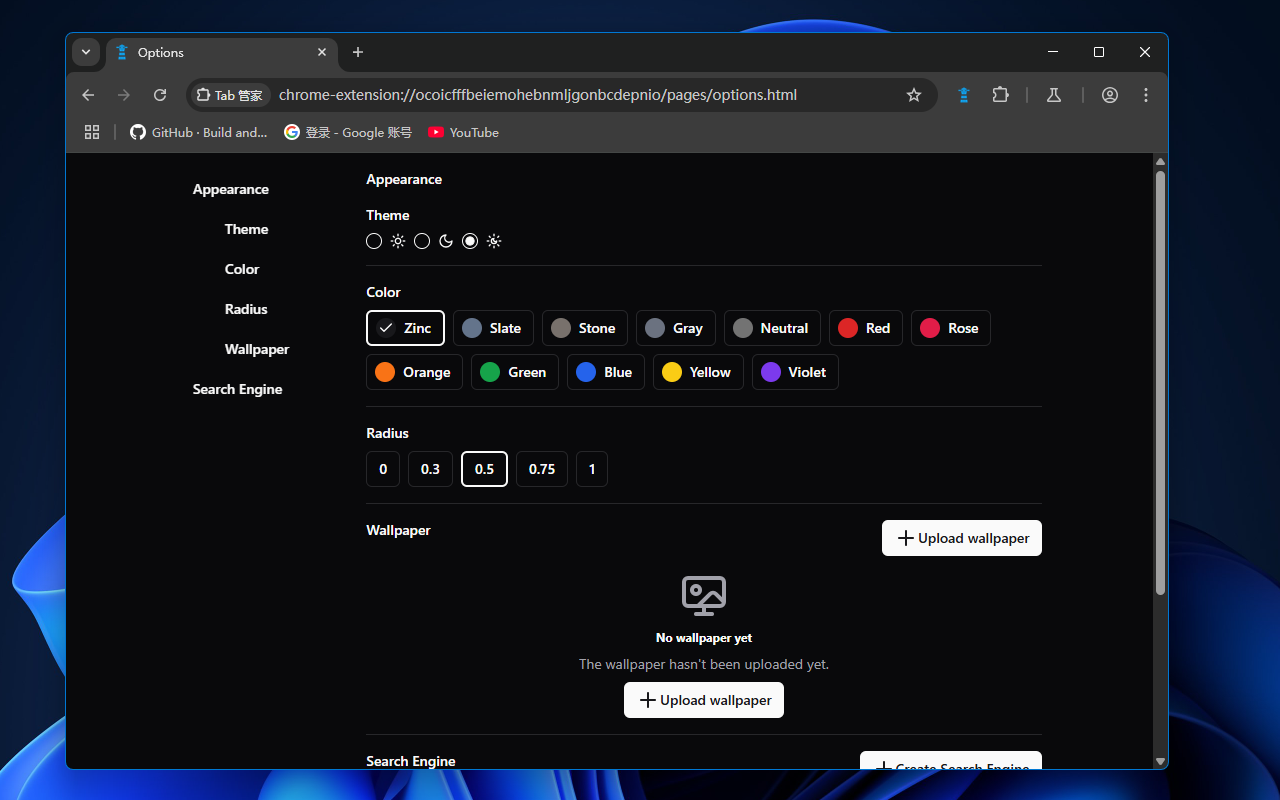 Options
Tab 管家 chrome-extension://ocoicfffbeiemohebnmljgonbcdepnio/pages/options.html
GitHub · Build and... 登录 - Google 账号 YouTube
Appearance
Theme
Color
Radius
Wallpaper
Search Engine
Appearance
Theme
Color
Zinc Slate Stone Gray Neutral Red Rose
Orange Green Blue Yellow Violet
Radius
0 0.3 0.5 0.75 1
Wallpaper Upload wallpaper
No wallpaper yet
The wallpaper hasn't been uploaded yet.
Upload wallpaper
Search Engine Create Search Engine